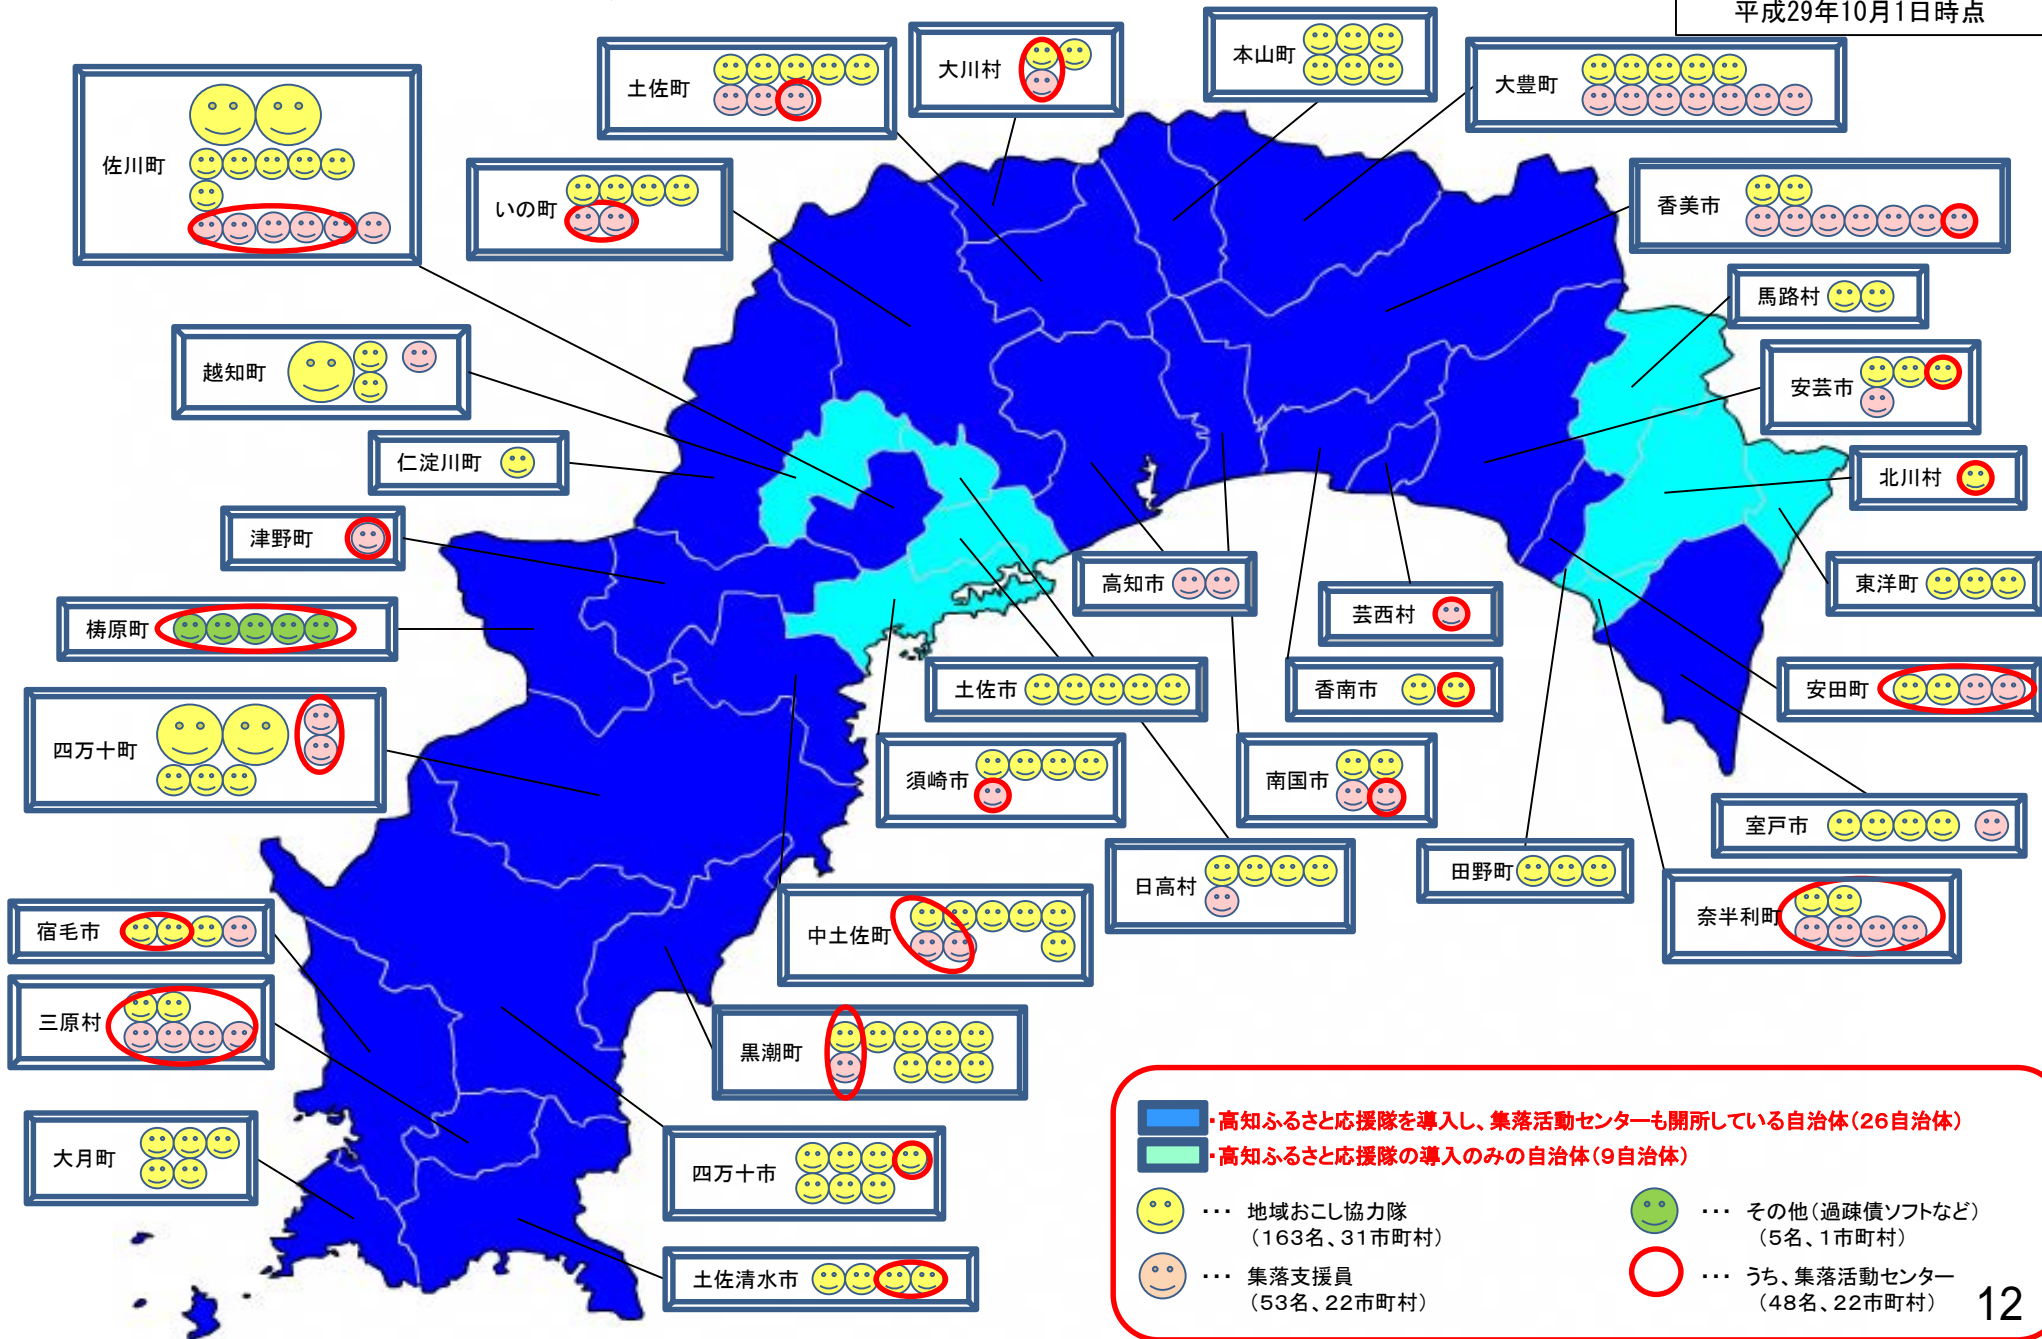 平成29年10月1日時点
土佐町
大川村
本山町
大豊町
佐川町
いの町
香美市
馬路村
越知町
安芸市
仁淀川町
北川村
津野町
高知市
東洋町
梼原町
芸西村
土佐市
香南市
安田町
四万十町
須崎市
南国市
室戸市
日高村
田野町
奈半利町
宿毛市
中土佐町
三原村
黒潮町
大月町
四万十市
土佐清水市
・高知ふるさと応援隊を導入し、集落活動センターも開所している自治体(26自治体)
・高知ふるさと応援隊の導入のみの自治体(9自治体)
… 地域おこし協力隊
(163名、31市町村)
… その他(過疎債ソフトなど)
(5名、1市町村)
… 集落支援員
(53名、22市町村)
… うち、集落活動センター
(48名、22市町村)
12